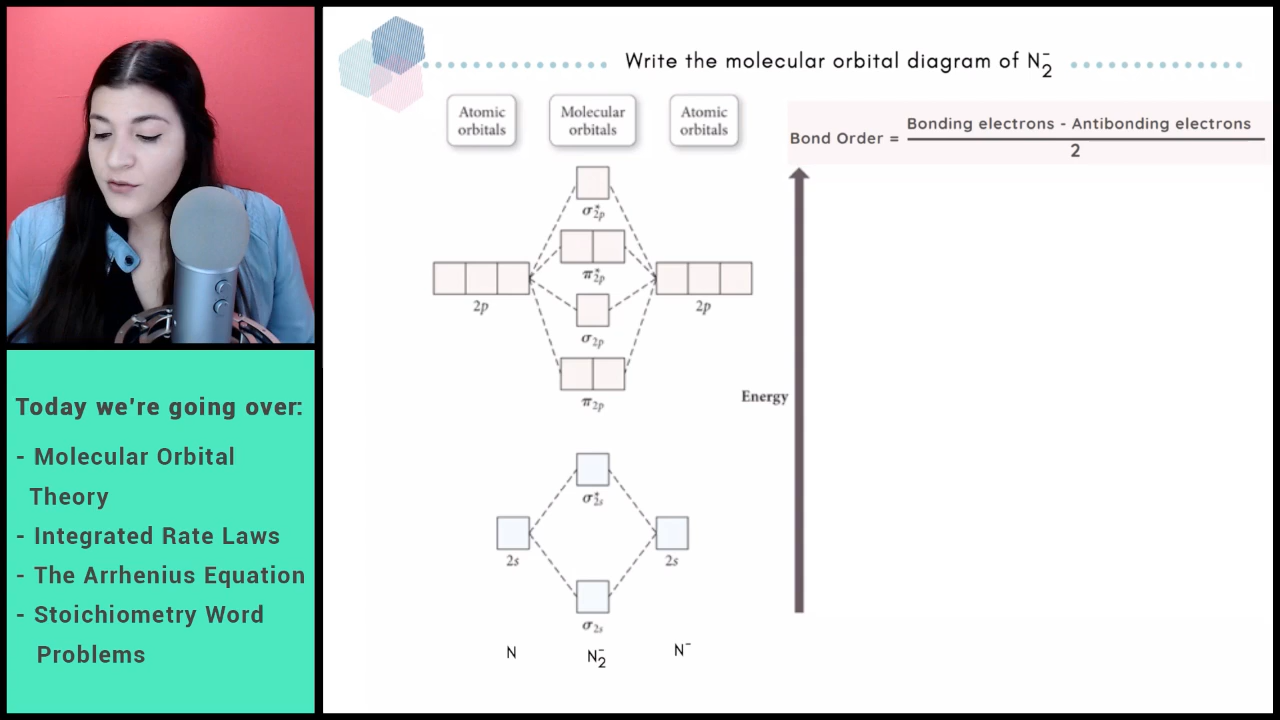 Write the molecular orbital diagram of N₂⁻
Atomic orbitals
Molecular orbitals
Atomic orbitals
Bond Order = Bonding electrons - Antibonding electrons
2
σ*2p
π*2p
2p
2p
σ2p
π2p
Energy
σ*2s
2s
2s
σ2s
N
N₂⁻
N⁻
Today we're going over:
- Molecular Orbital
Theory
- Integrated Rate Laws
- The Arrhenius Equation
- Stoichiometry Word
Problems